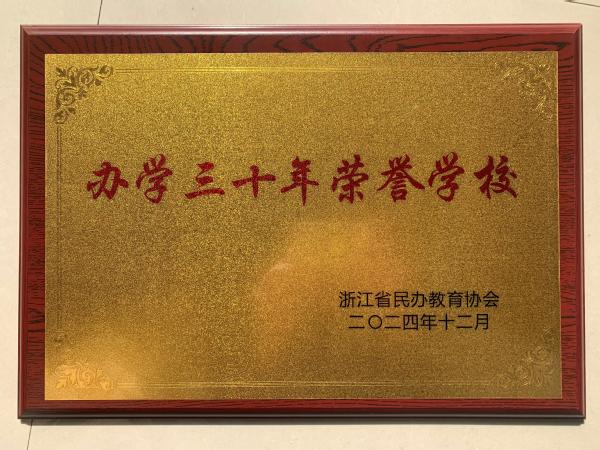 办学三十年荣誉学校
浙江省民办教育协会
二〇二四年十二月